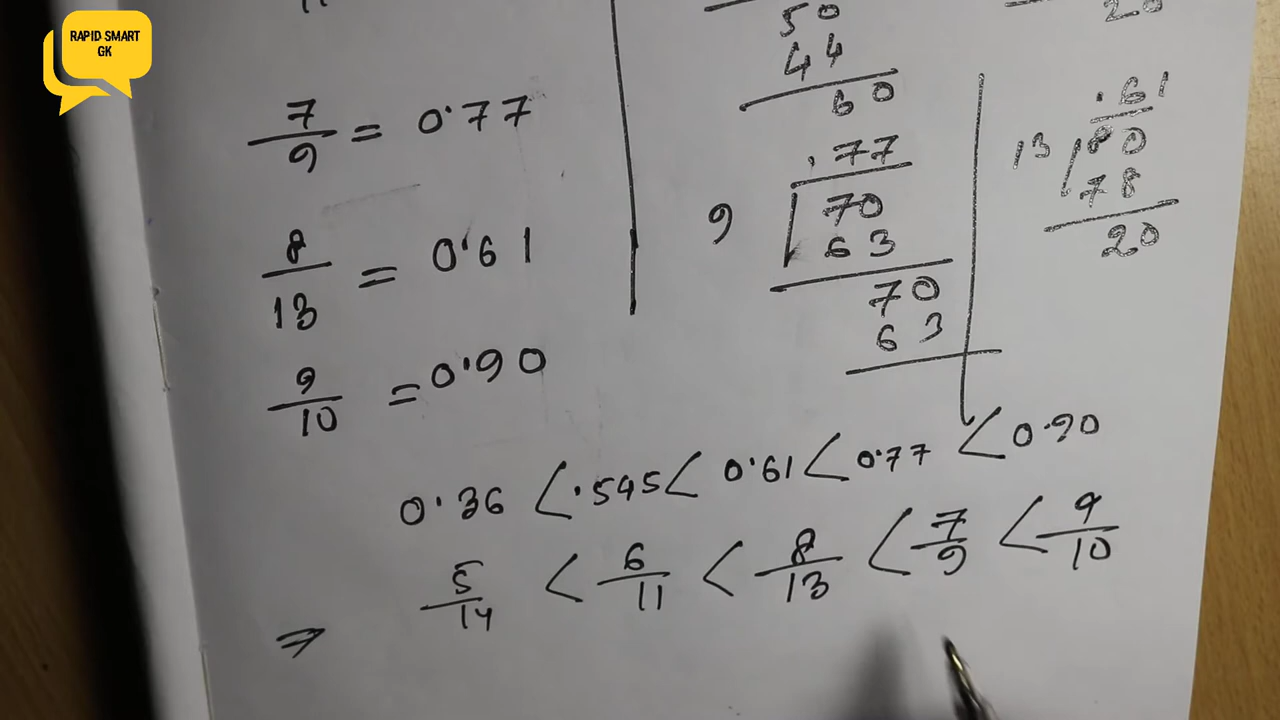 RAPID SMART
GK
7/9 = 0.77
8/13 = 0.61
9/10 = 0.90
50
44
60
.77
9 70
63
70
63
20
.61
13 80
78
20
0.36 < .545 < 0.61 < 0.77 < 0.90
⇒ 5/14 < 6/11 < 8/13 < 7/9 < 9/10